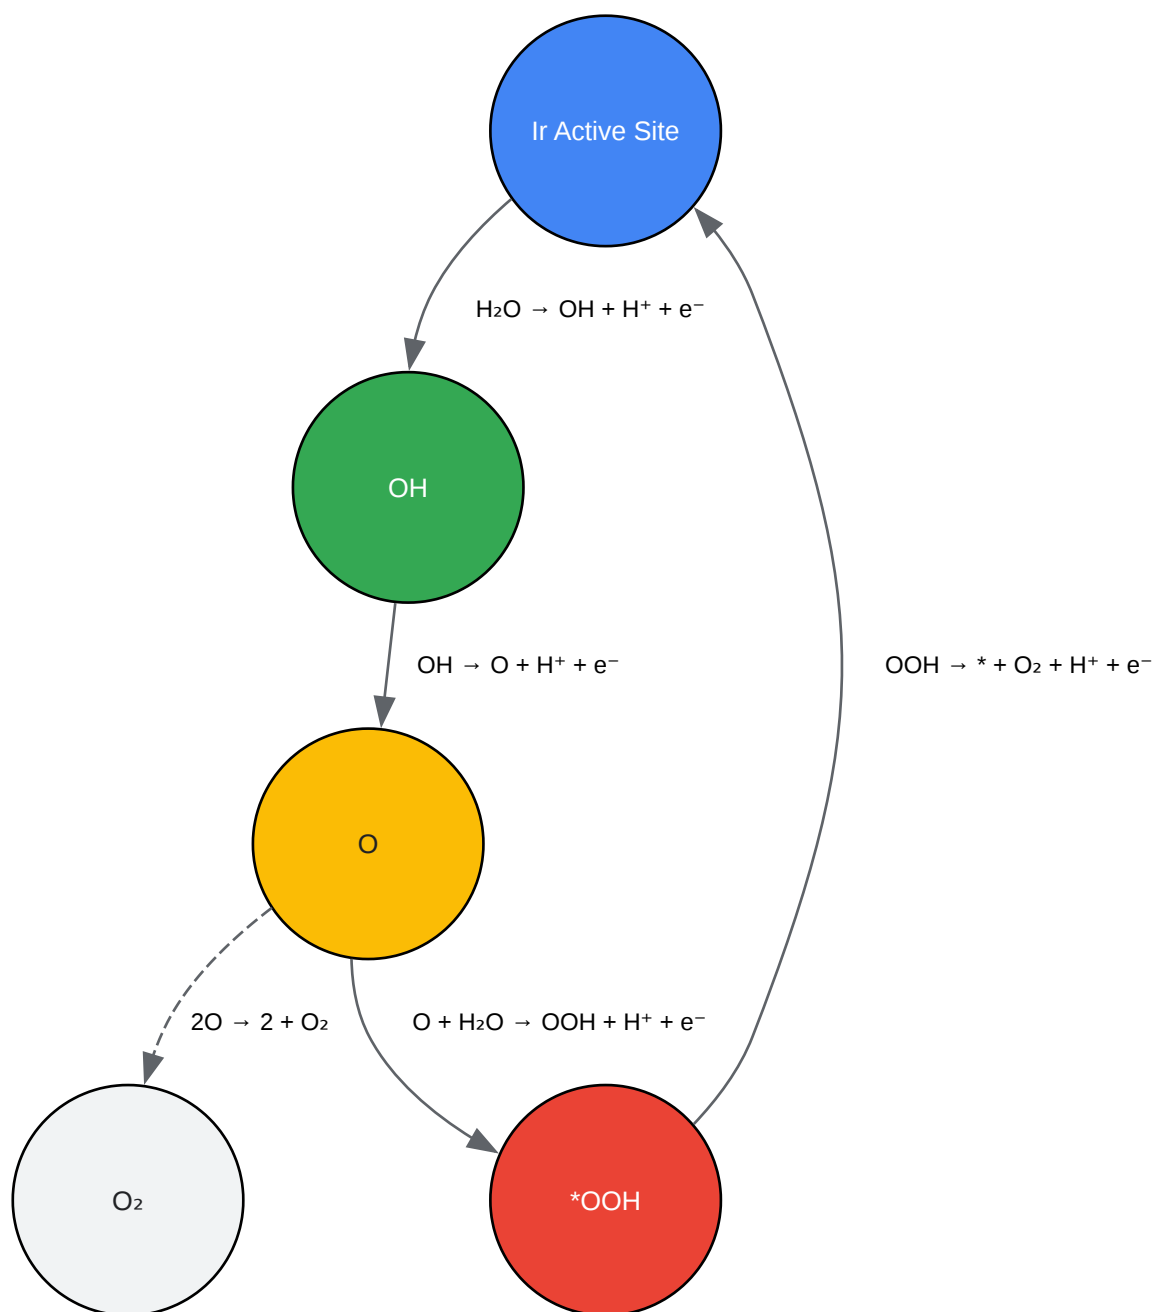 Ir Active Site
H₂O → OH + H⁺ + e⁻
OH
OH → O + H⁺ + e⁻
OOH → * + O₂ + H⁺ + e⁻
O
2O → 2 + O₂
O + H₂O → OOH + H⁺ + e⁻
O₂
*OOH